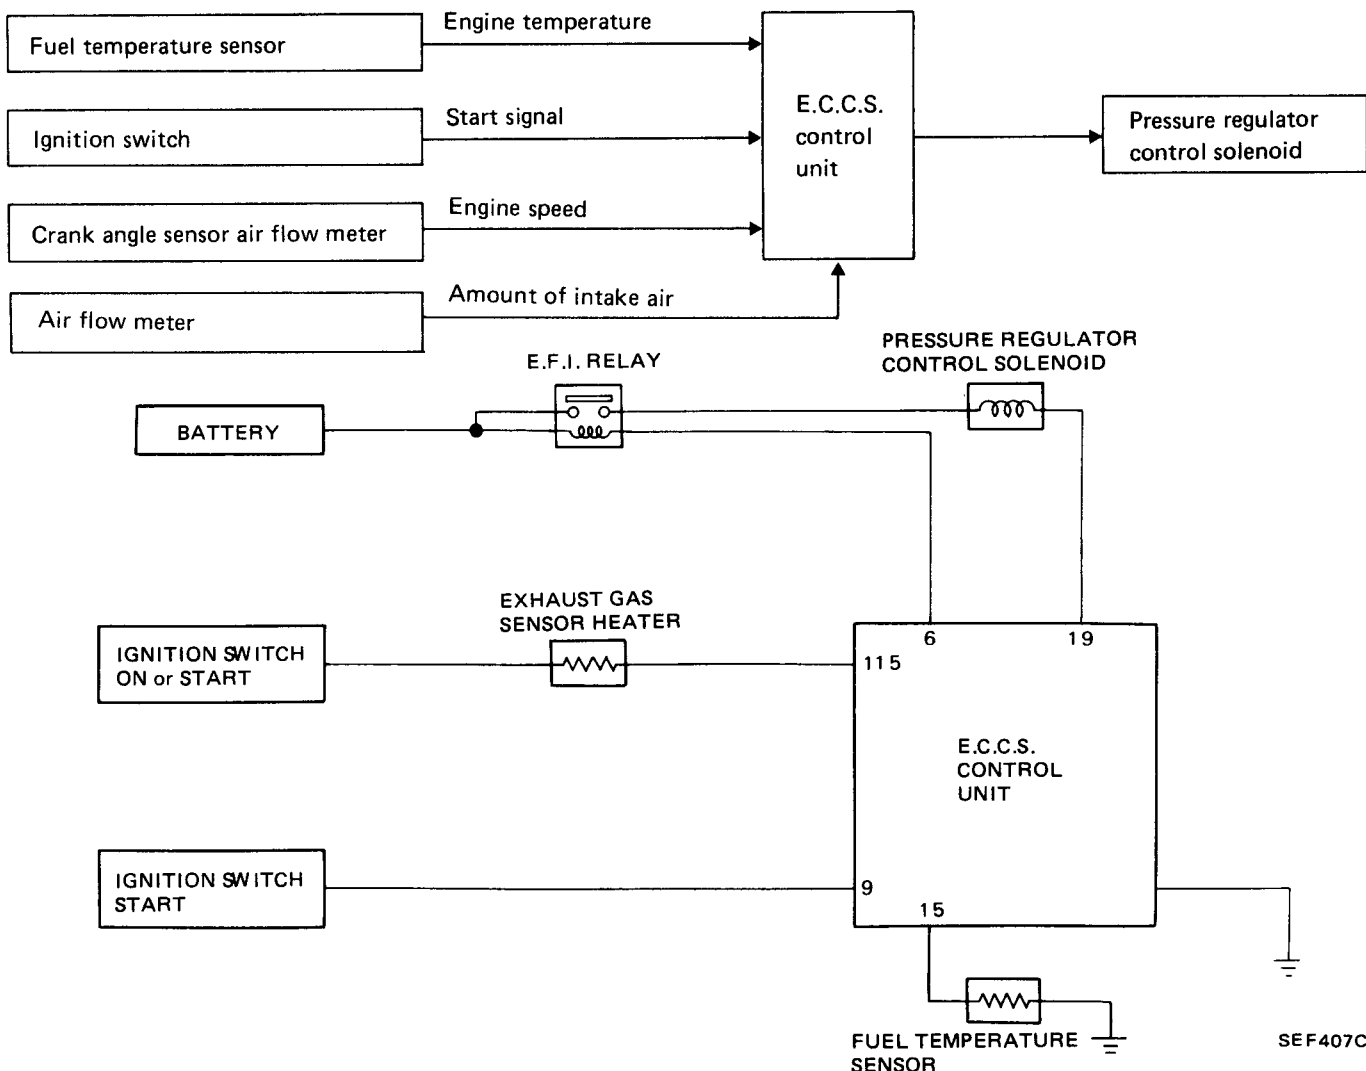 Fuel temperature sensor
Engine temperature
Ignition switch
Start signal
Crank angle sensor air flow meter
Engine speed
Air flow meter
Amount of intake air
E.C.C.S.
control
unit
Pressure regulator
control solenoid
E.F.I. RELAY
PRESSURE REGULATOR
CONTROL SOLENOID
BATTERY
EXHAUST GAS
SENSOR HEATER
IGNITION SWITCH
ON or START
6
19
115
E.C.C.S.
CONTROL
UNIT
IGNITION SWITCH
START
9
15
FUEL TEMPERATURE
SENSOR
SEF407C